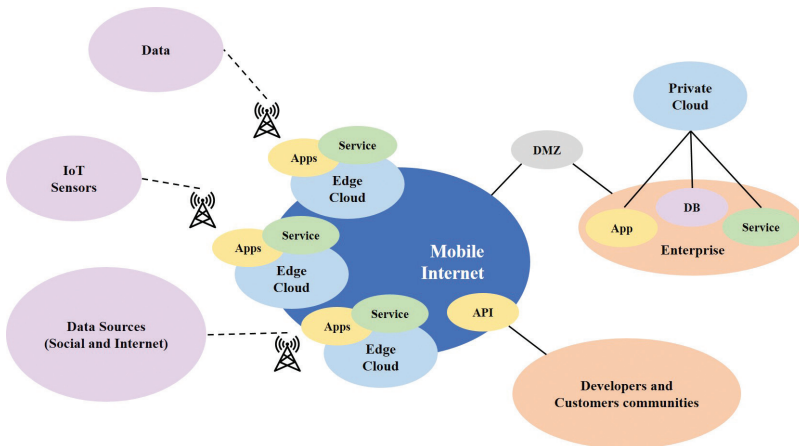 Data
IoT
Sensors
Data Sources
(Social and Internet)
Apps
Service
Edge
Cloud
Apps
Service
Edge
Cloud
Apps
Service
Edge
Cloud
Mobile
Internet
API
DMZ
Private
Cloud
App
DB
Service
Enterprise
Developers and
Customers communities